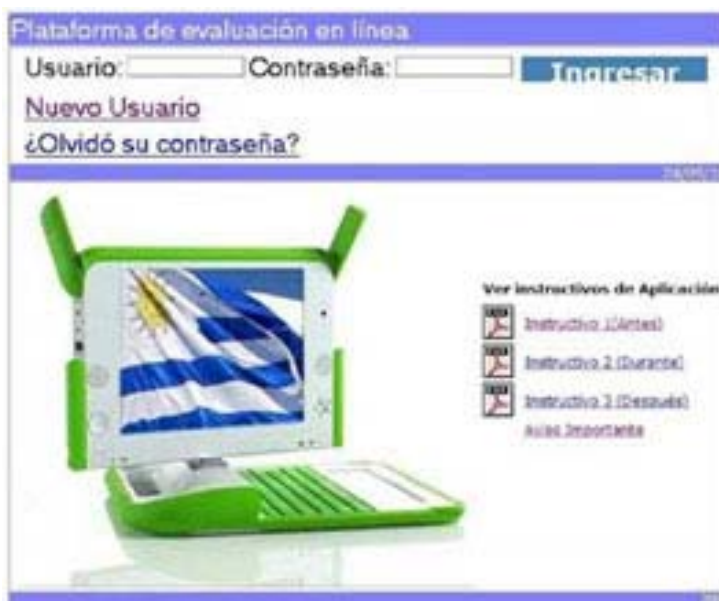 Plataforma de evaluación en línea
Usuario: Contraseña: Ingresar
Nuevo Usuario
¿Olvidó su contraseña?
Ver instructivos de Aplicación
Instructivo 1(Antes)
Instructivo 2 (Durante)
Instructivo 3 (Después)
Aviso Importante